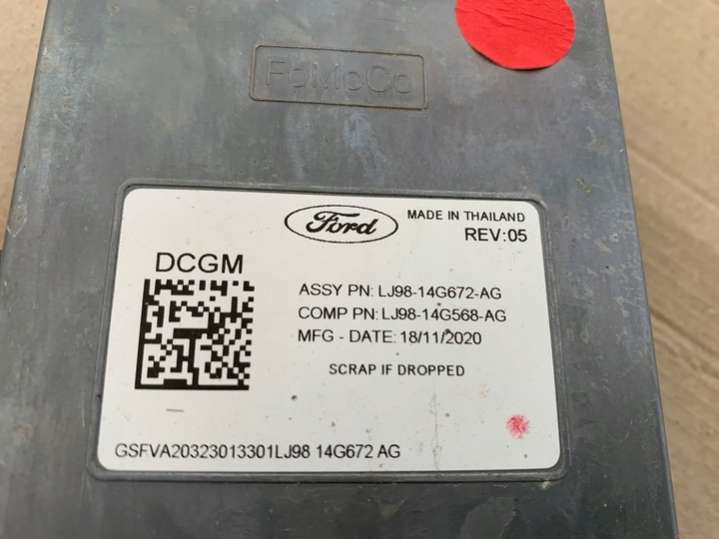 FoMoCo
Ford
MADE IN THAILAND
REV:05
DCGM
ASSY PN: LJ98-14G672-AG
COMP PN: LJ98-14G568-AG
MFG - DATE: 18/11/2020
SCRAP IF DROPPED
GSFVA20323013301LJ98 14G672 AG